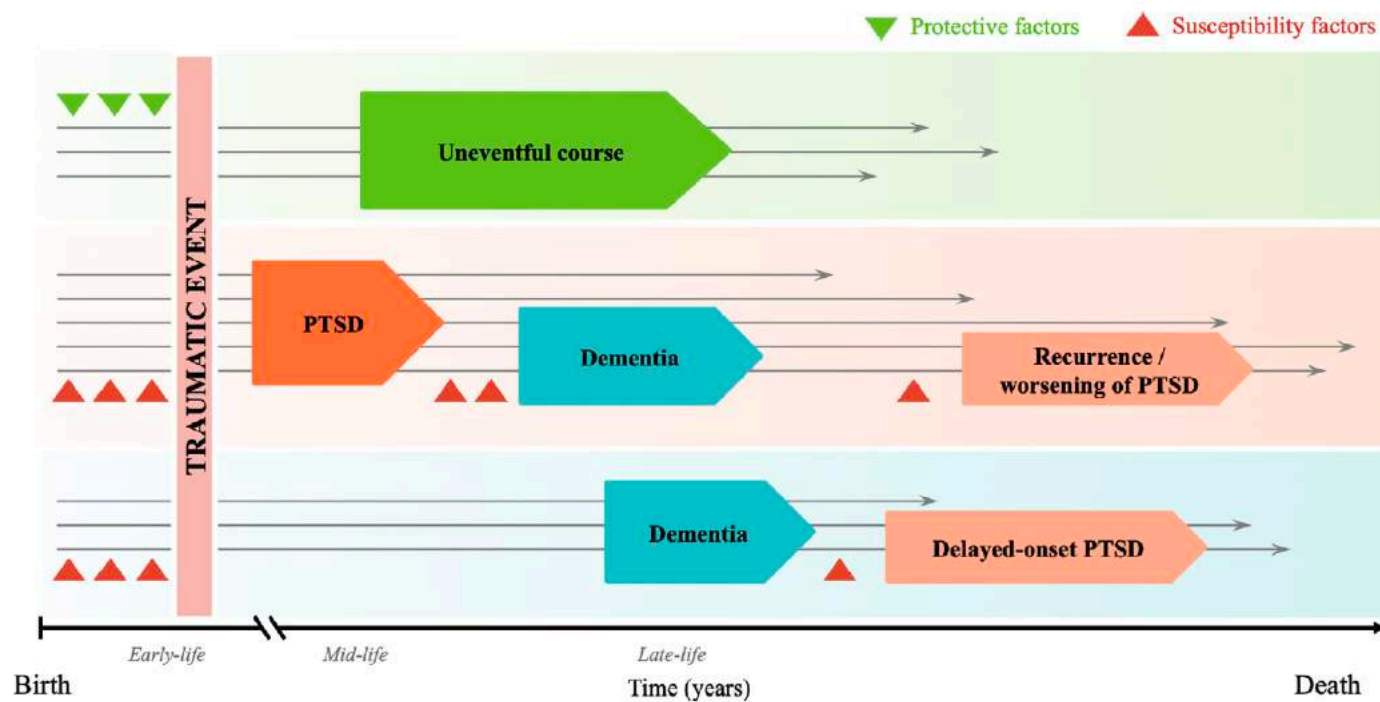 Protective factors
Susceptibility factors
TRAUMATIC EVENT
Uneventful course
PTSD
Dementia
Recurrence /
worsening of PTSD
Dementia
Delayed-onset PTSD
Early-life
Mid-life
Late-life
Birth
Time (years)
Death